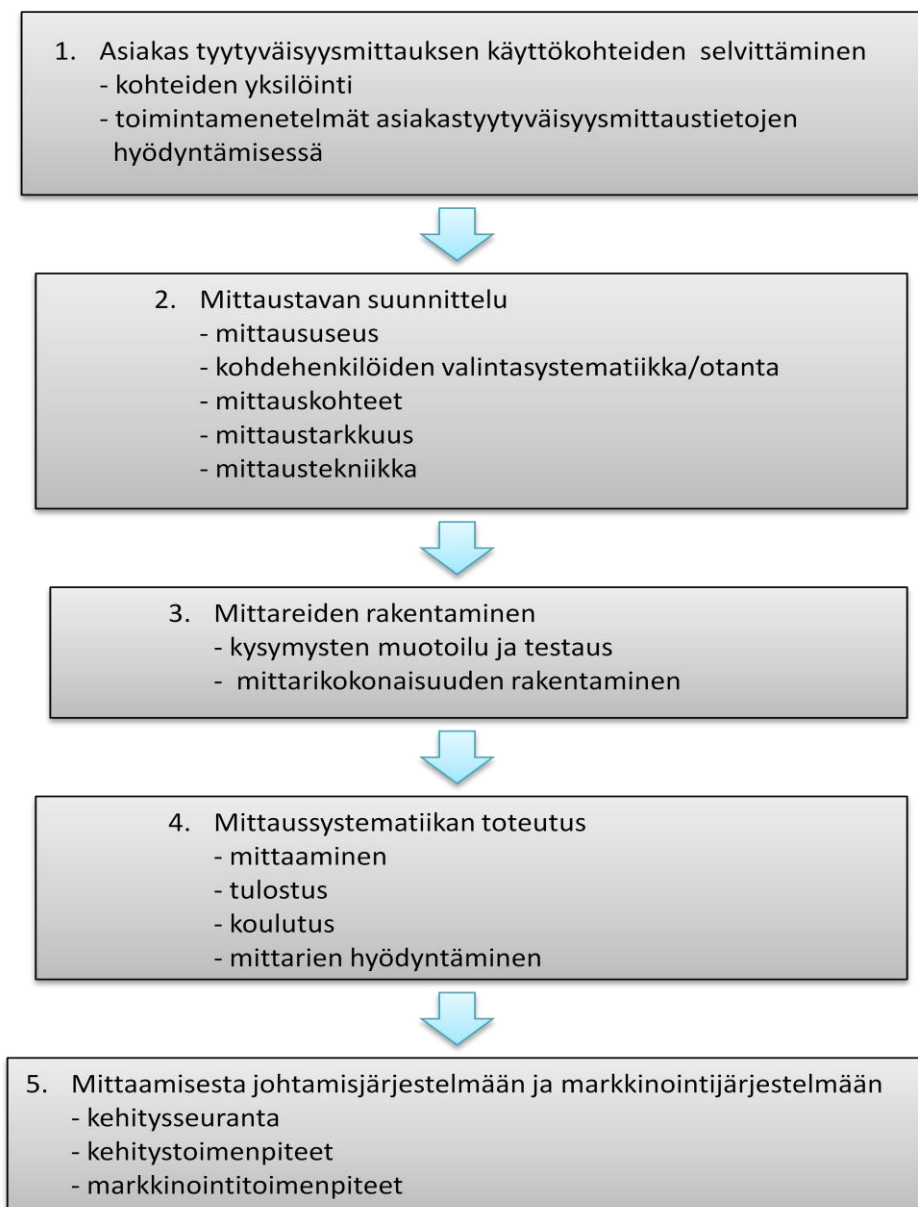 1. Asiakas tyytyväisyysmittauksen käyttökohteiden selvittäminen
- kohteiden yksilöinti
- toimintamenetelmät asiakastyytyväisyysmittaustietojen
hyödyntämisessä
2. Mittaustavan suunnittelu
- mittaususeus
- kohdehenkilöiden valintasystematiikka/otanta
- mittauskohteet
- mittaustarkkuus
- mittaustekniikka
3. Mittareiden rakentaminen
- kysymysten muotoilu ja testaus
- mittarikokonaisuuden rakentaminen
4. Mittaussystematiikan toteutus
- mittaaminen
- tulostus
- koulutus
- mittarien hyödyntäminen
5. Mittaamisesta johtamisjärjestelmään ja markkinointijärjestelmään
- kehitysseuranta
- kehitystoimenpiteet
- markkinointitoimenpiteet